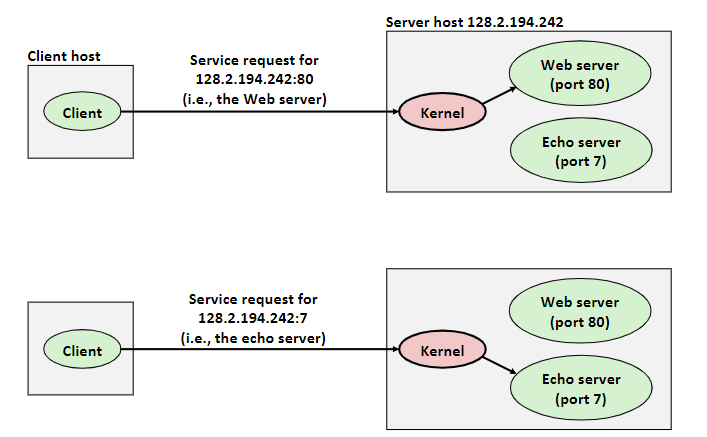 Server host 128.2.194.242
Client host
Service request for
128.2.194.242:80
(i.e., the Web server)
Client
Kernel
Web server
(port 80)
Echo server
(port 7)
Service request for
128.2.194.242:7
(i.e., the echo server)
Client
Kernel
Web server
(port 80)
Echo server
(port 7)